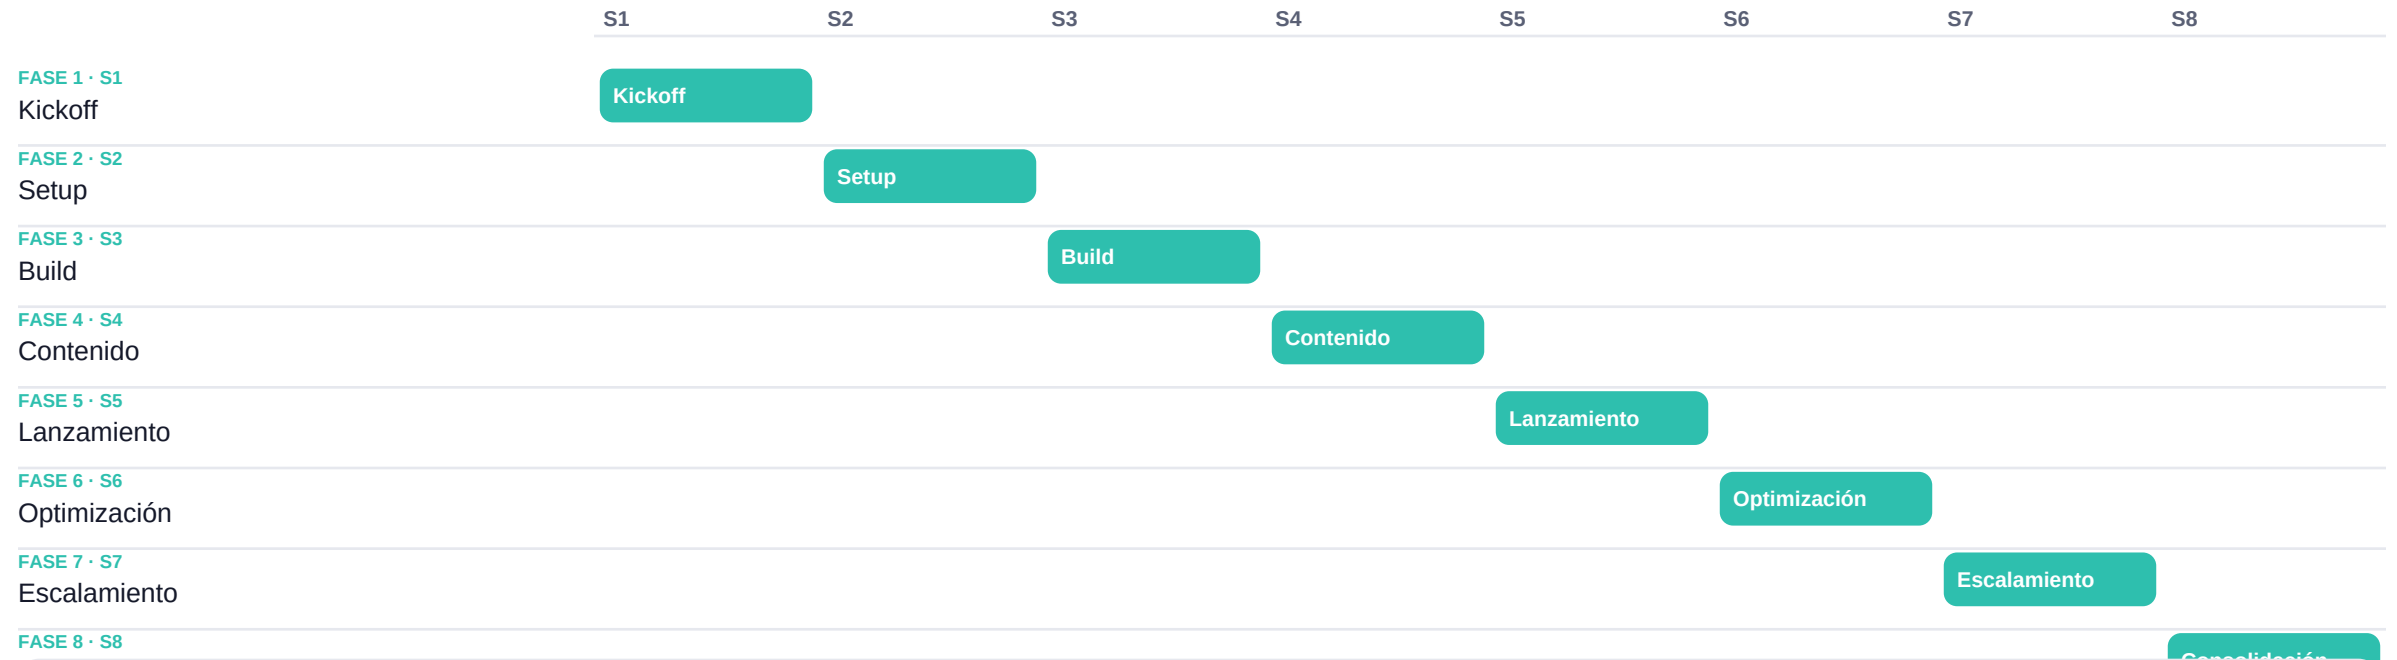 S1 S2 S3 S4 S5 S6 S7 S8
FASE 1 · S1
Kickoff
Kickoff
FASE 2 · S2
Setup
Setup
FASE 3 · S3
Build
Build
FASE 4 · S4
Contenido
Contenido
FASE 5 · S5
Lanzamiento
Lanzamiento
FASE 6 · S6
Optimización
Optimización
FASE 7 · S7
Escalamiento
Escalamiento
FASE 8 · S8